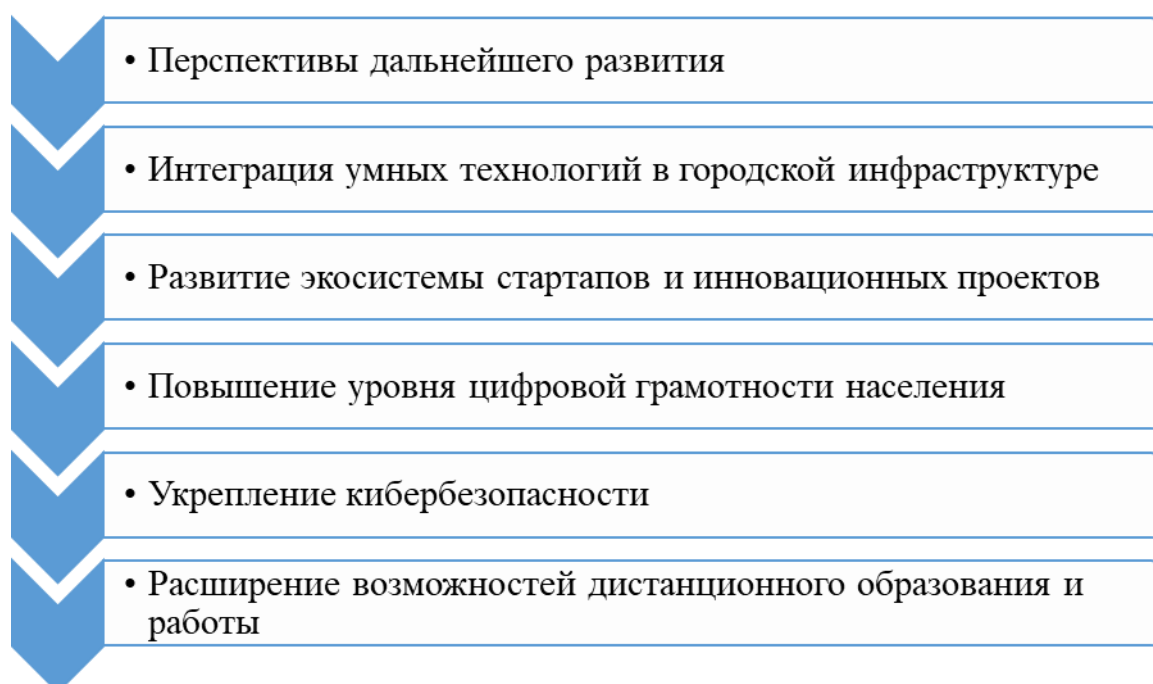 • Перспективы дальнейшего развития
• Интеграция умных технологий в городской инфраструктуре
• Развитие экосистемы стартапов и инновационных проектов
• Повышение уровня цифровой грамотности населения
• Укрепление кибербезопасности
• Расширение возможностей дистанционного образования и
работы